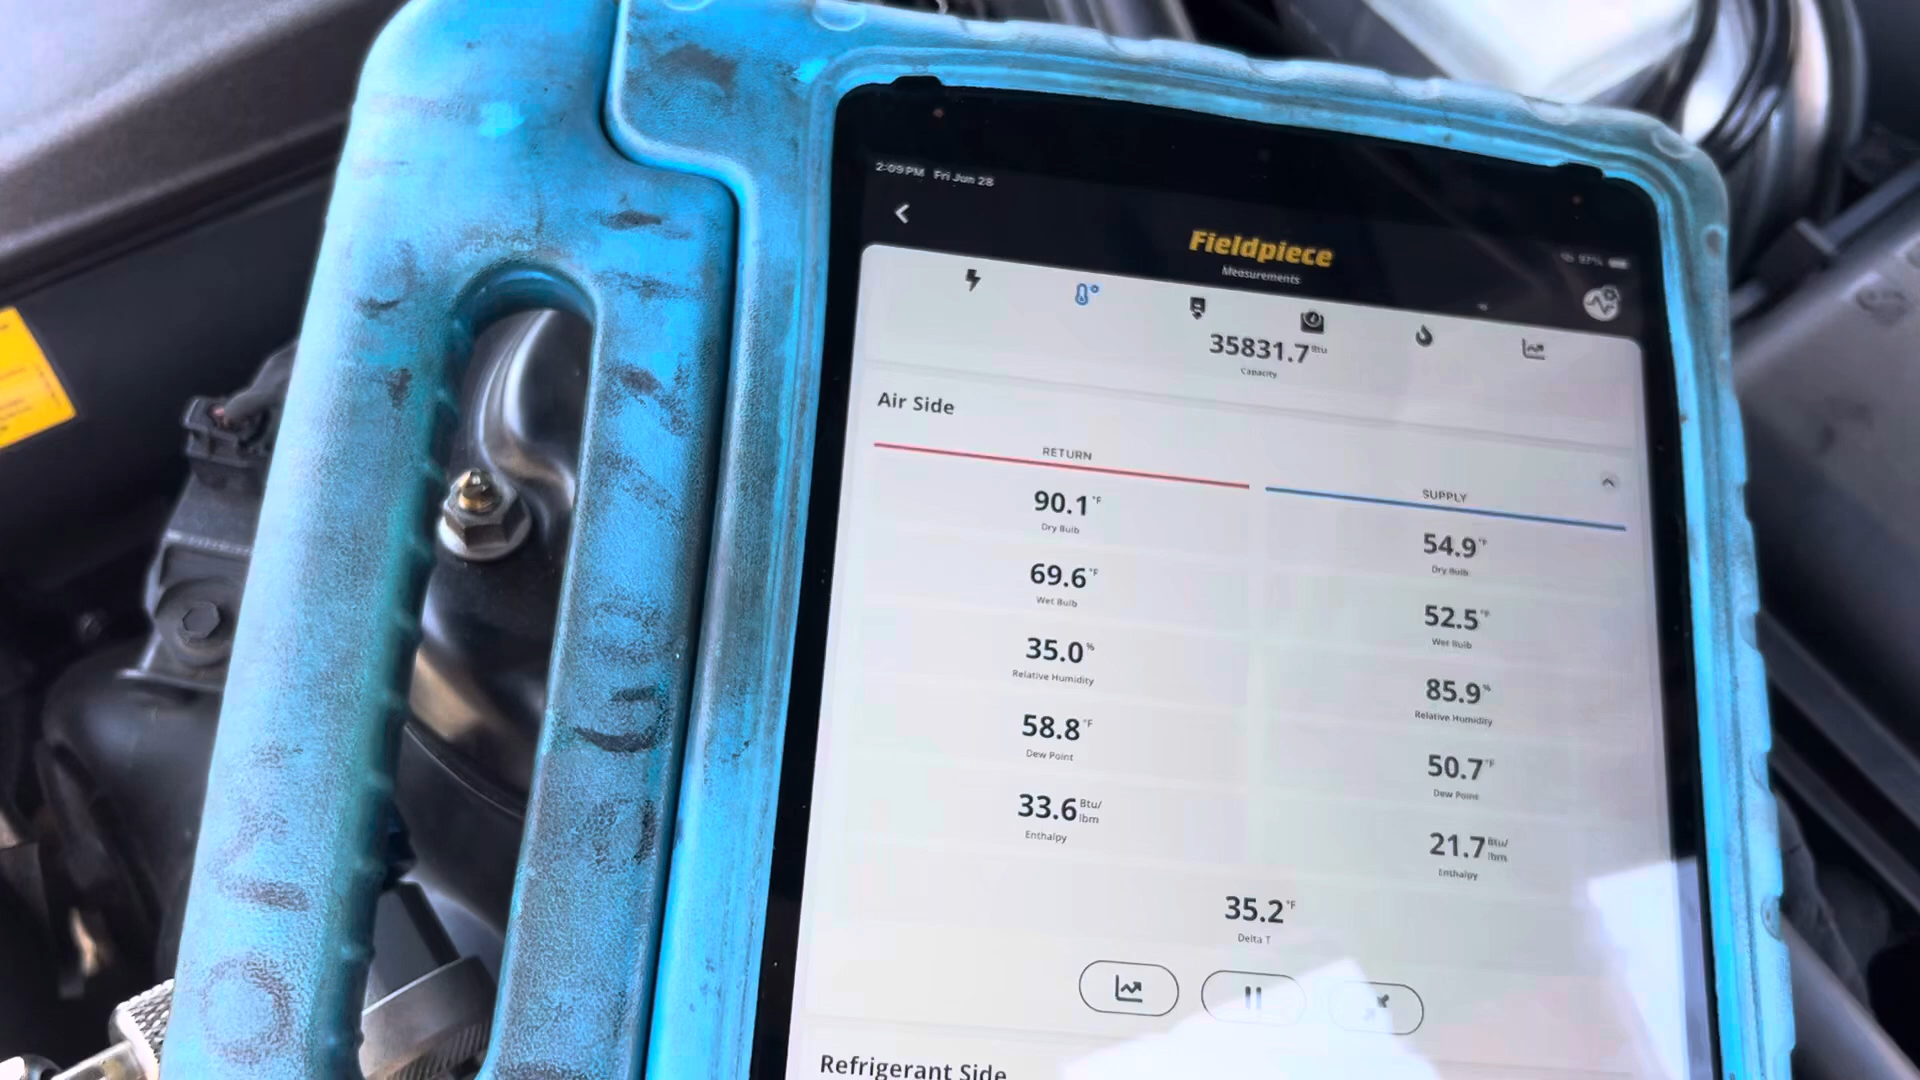 2:09 PM Fri Jun 28
97%
Fieldpiece
Measurements
35831.7 Btu
Capacity
Air Side
RETURN
90.1 °F
Dry Bulb
69.6 °F
Wet Bulb
35.0 %
Relative Humidity
58.8 °F
Dew Point
33.6 Btu/lbm
Enthalpy
SUPPLY
54.9 °F
Dry Bulb
52.5 °F
Wet Bulb
85.9 %
Relative Humidity
50.7 °F
Dew Point
21.7 Btu/lbm
Enthalpy
35.2 °F
Delta T
Refrigerant Side